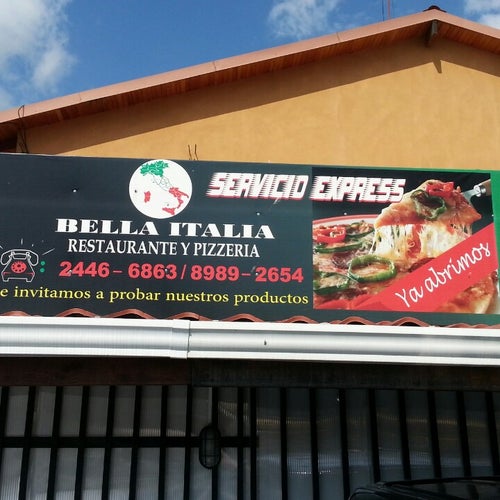 SERVICIO EXPRESS
BELLA ITALIA
RESTAURANTE Y PIZZERIA
2446-6863/8989-2654
e invitamos a probar nuestros productos
Ya abrimos